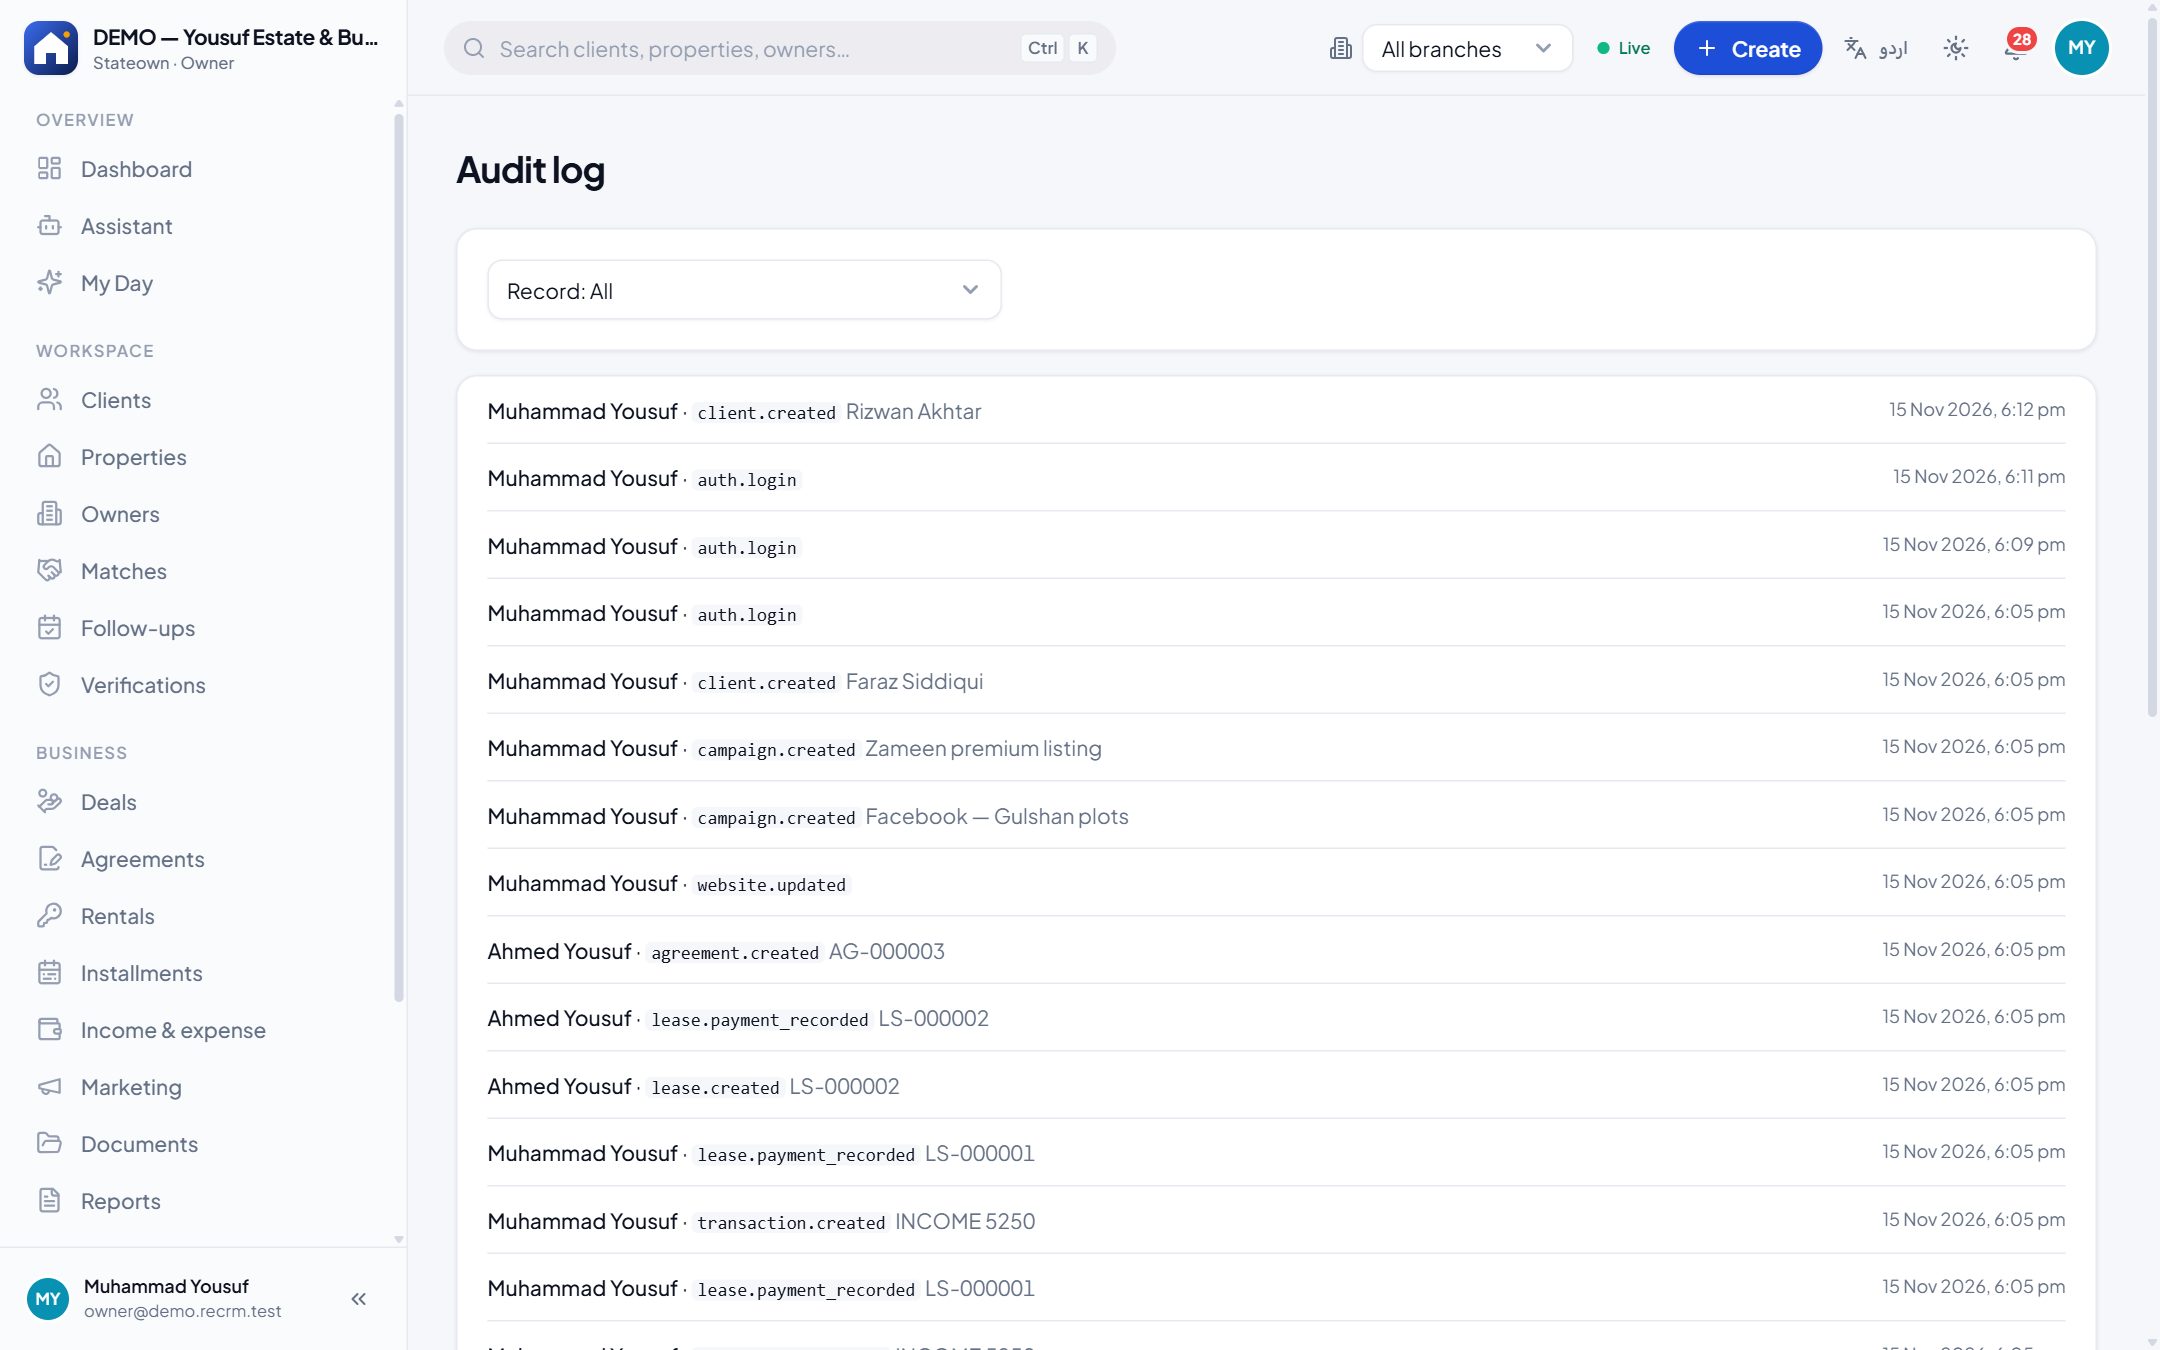 DEMO — Yousuf Estate & Bu...
Stateown · Owner
OVERVIEW
Dashboard
Assistant
My Day
WORKSPACE
Clients
Properties
Owners
Matches
Follow-ups
Verifications
BUSINESS
Deals
Agreements
Rentals
Installments
Income & expense
Marketing
Documents
Reports
MY
Muhammad Yousuf
owner@demo.recrm.test
Search clients, properties, owners...
Ctrl K
All branches
Live
Create
اردو
28
MY
Audit log
Record: All
Muhammad Yousuf · client.created Rizwan Akhtar 15 Nov 2026, 6:12 pm
Muhammad Yousuf · auth.login 15 Nov 2026, 6:11 pm
Muhammad Yousuf · auth.login 15 Nov 2026, 6:09 pm
Muhammad Yousuf · auth.login 15 Nov 2026, 6:05 pm
Muhammad Yousuf · client.created Faraz Siddiqui 15 Nov 2026, 6:05 pm
Muhammad Yousuf · campaign.created Zameen premium listing 15 Nov 2026, 6:05 pm
Muhammad Yousuf · campaign.created Facebook — Gulshan plots 15 Nov 2026, 6:05 pm
Muhammad Yousuf · website.updated 15 Nov 2026, 6:05 pm
Ahmed Yousuf · agreement.created AG-000003 15 Nov 2026, 6:05 pm
Ahmed Yousuf · lease.payment_recorded LS-000002 15 Nov 2026, 6:05 pm
Ahmed Yousuf · lease.created LS-000002 15 Nov 2026, 6:05 pm
Muhammad Yousuf · lease.payment_recorded LS-000001 15 Nov 2026, 6:05 pm
Muhammad Yousuf · transaction.created INCOME 5250 15 Nov 2026, 6:05 pm
Muhammad Yousuf · lease.payment_recorded LS-000001 15 Nov 2026, 6:05 pm